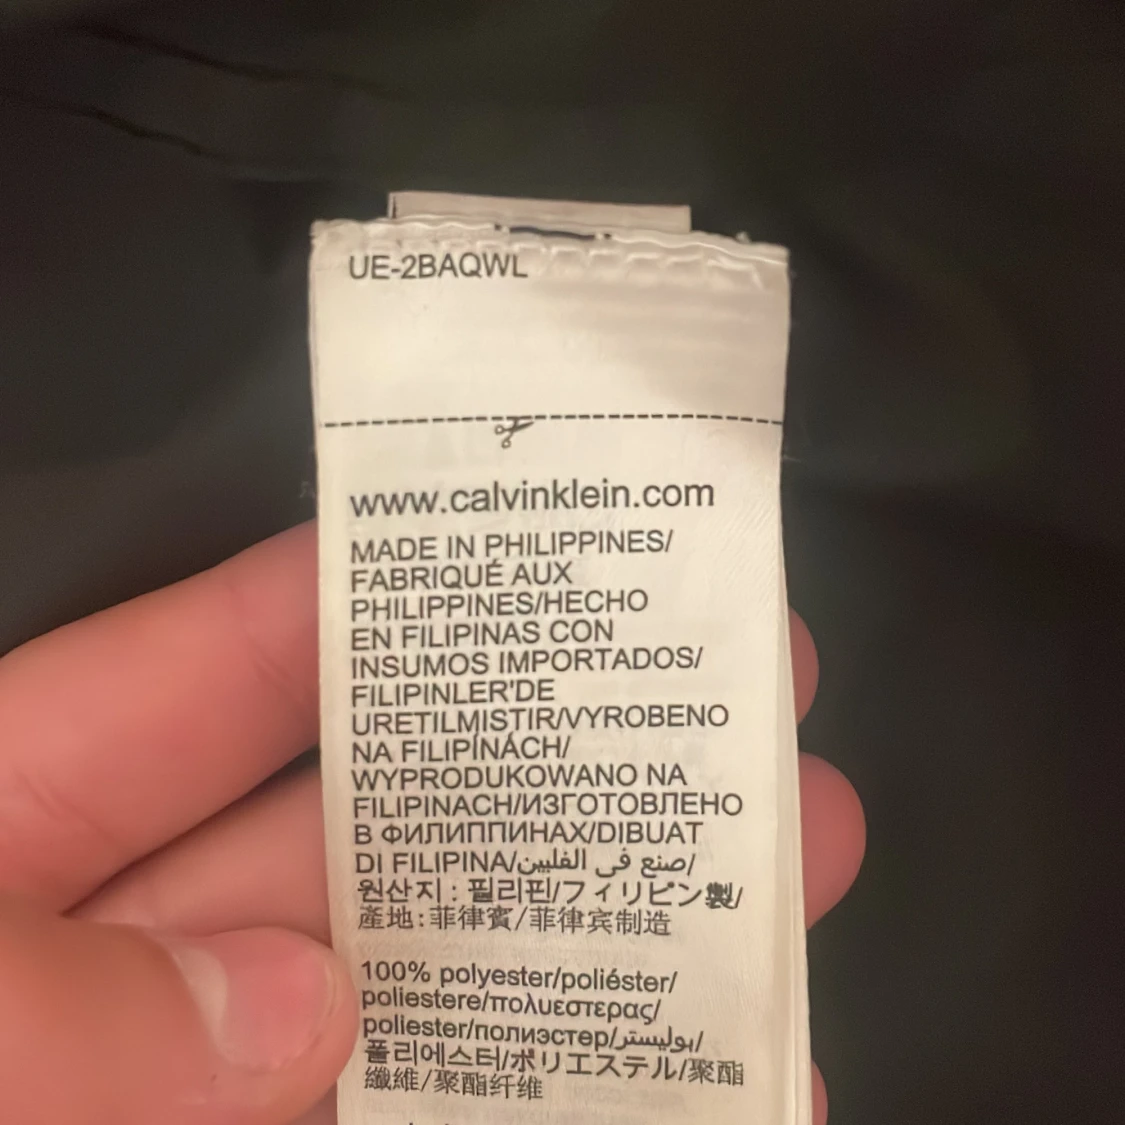 UE-2BAQWL
www.calvinklein.com
MADE IN PHILIPPINES/
FABRIQUÉ AUX
PHILIPPINES/HECHO
EN FILIPINAS CON
INSUMOS IMPORTADOS/
FILIPINLER'DE
URETILMISTIR/VYROBENO
NA FILIPÍNÁCH/
WYPRODUKOWANO NA
FILIPINACH/ИЗГОТОВЛЕНО
В ФИЛИППИНАХ/DIBUAT
DI FILIPINA/صنع فى الفلبين/
원산지 : 필리핀/フィリピン製/
產地:菲律賓/菲律宾制造
100% polyester/poliéster/
poliestere/πολυεστερας/
poliester/полиэстер/بوليستر/
폴리에스터/ポリエステル/聚酯
纖維/聚酯纤维